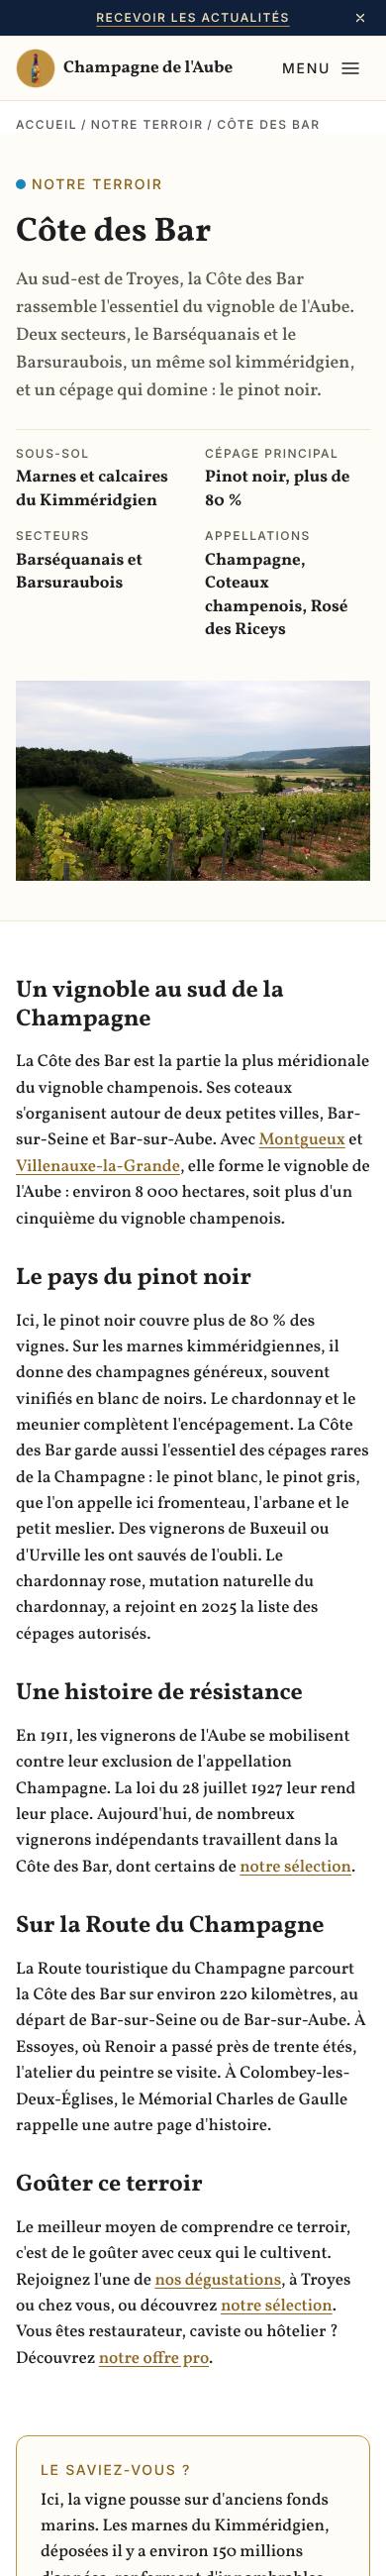 RECEVOIR LES ACTUALITÉS ×
Champagne de l'Aube
MENU
ACCUEIL / NOTRE TERROIR / CÔTE DES BAR
NOTRE TERROIR
Côte des Bar
Au sud-est de Troyes, la Côte des Bar
rassemble l'essentiel du vignoble de l'Aube.
Deux secteurs, le Barséquanais et le
Barsuraubois, un même sol kimméridgien,
et un cépage qui domine : le pinot noir.
SOUS-SOL
Marnes et calcaires
du Kimméridgien
CÉPAGE PRINCIPAL
Pinot noir, plus de
80 %
SECTEURS
Barséquanais et
Barsuraubois
APPELLATIONS
Champagne,
Coteaux
champenois, Rosé
des Riceys
Un vignoble au sud de la
Champagne
La Côte des Bar est la partie la plus méridionale
du vignoble champenois. Ses coteaux
s'organisent autour de deux petites villes, Bar-
sur-Seine et Bar-sur-Aube. Avec Montgueux et
Villenauxe-la-Grande, elle forme le vignoble de
l'Aube : environ 8 000 hectares, soit plus d'un
cinquième du vignoble champenois.
Le pays du pinot noir
Ici, le pinot noir couvre plus de 80 % des
vignes. Sur les marnes kimméridgiennes, il
donne des champagnes généreux, souvent
vinifiés en blanc de noirs. Le chardonnay et le
meunier complètent l'encépagement. La Côte
des Bar garde aussi l'essentiel des cépages rares
de la Champagne : le pinot blanc, le pinot gris,
que l'on appelle ici fromenteau, l'arbane et le
petit meslier. Des vignerons de Buxeuil ou
d'Urville les ont sauvés de l'oubli. Le
chardonnay rose, mutation naturelle du
chardonnay, a rejoint en 2025 la liste des
cépages autorisés.
Une histoire de résistance
En 1911, les vignerons de l'Aube se mobilisent
contre leur exclusion de l'appellation
Champagne. La loi du 28 juillet 1927 leur rend
leur place. Aujourd'hui, de nombreux
vignerons indépendants travaillent dans la
Côte des Bar, dont certains de notre sélection.
Sur la Route du Champagne
La Route touristique du Champagne parcourt
la Côte des Bar sur environ 220 kilomètres, au
départ de Bar-sur-Seine ou de Bar-sur-Aube. À
Essoyes, où Renoir a passé près de trente étés,
l'atelier du peintre se visite. À Colombey-les-
Deux-Églises, le Mémorial Charles de Gaulle
rappelle une autre page d'histoire.
Goûter ce terroir
Le meilleur moyen de comprendre ce terroir,
c'est de le goûter avec ceux qui le cultivent.
Rejoignez l'une de nos dégustations, à Troyes
ou chez vous, ou découvrez notre sélection.
Vous êtes restaurateur, caviste ou hôtelier ?
Découvrez notre offre pro.
LE SAVIEZ-VOUS ?
Ici, la vigne pousse sur d'anciens fonds
marins. Les marnes du Kimméridgien,
déposées il y a environ 150 millions